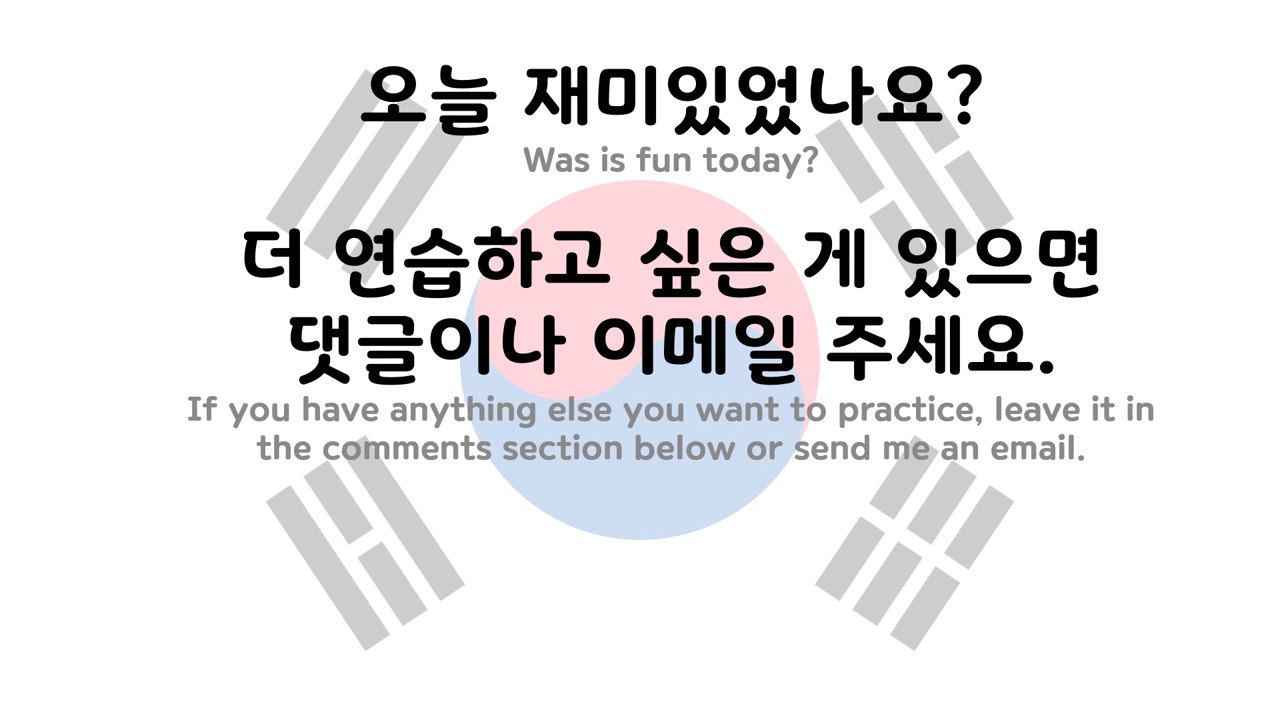 오늘 재미있었나요?
Was is fun today?
더 연습하고 싶은 게 있으면
댓글이나 이메일 주세요.
If you have anything else you want to practice, leave it in
the comments section below or send me an email.